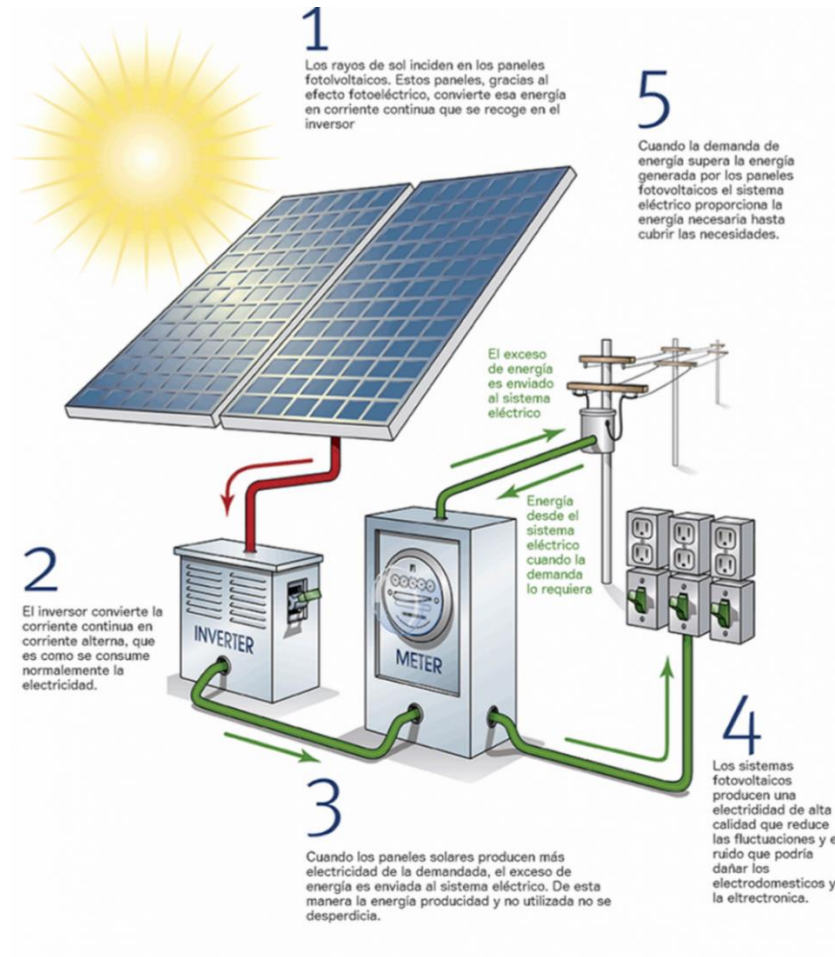 1
Los rayos de sol inciden en los paneles
fotolvoltaicos. Estos paneles, gracias al
efecto fotoeléctrico, convierte esa energía
en corriente continua que se recoge en el
inversor
5
Cuando la demanda de
energía supera la energía
generada por los paneles
fotovoltaicos el sistema
eléctrico proporciona la
energía necesaria hasta
cubrir las necesidades.
El exceso
de energía
es enviado
al sistema
eléctrico
Energía
desde el
sistema
eléctrico
cuando la
demanda
lo requiera
2
El inversor convierte la
corriente continua en
corriente alterna, que
es como se consume
normalemente la
electricidad.
INVERTER
METER
3
Cuando los paneles solares producen más
electricidad de la demandada, el exceso de
energía es enviada al sistema eléctrico. De esta
manera la energía producidad y no utilizada no se
desperdicia.
4
Los sistemas
fotovoltaicos
producen una
electrididad de alta
calidad que reduce
las fluctuaciones y e
ruido que podría
dañar los
electrodomesticos y
la eltrectronica.